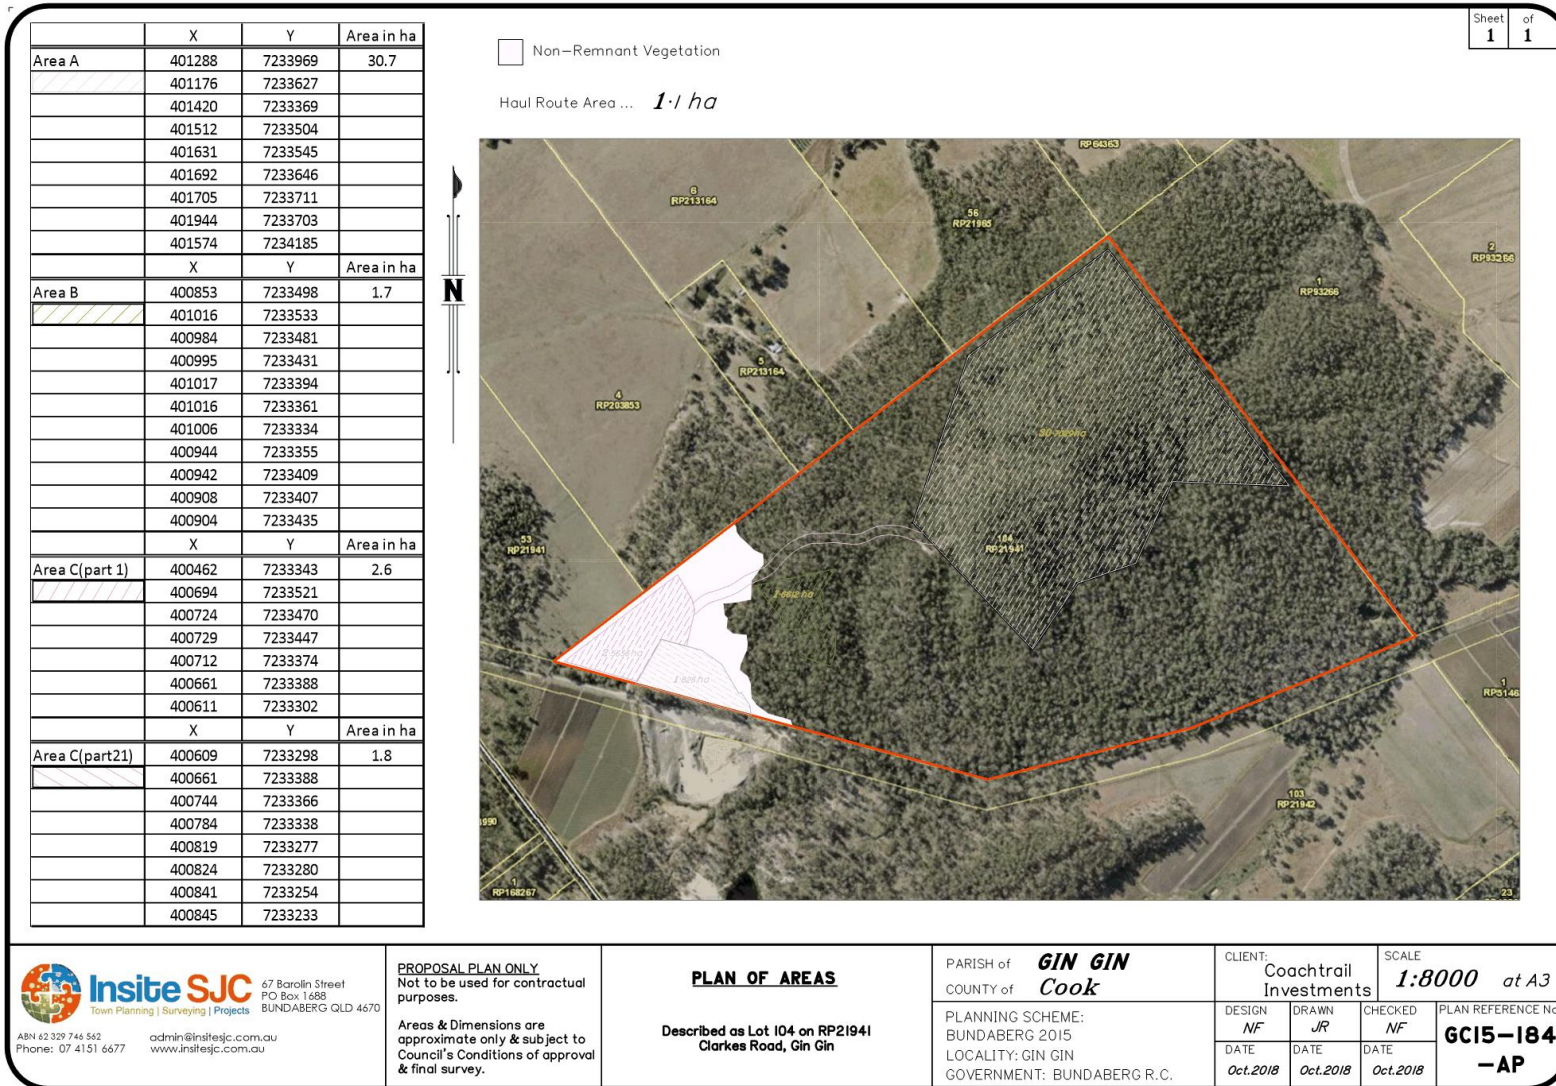 X Y Area in ha
Area A 401288 7233969 30.7
401176 7233627
401420 7233369
401512 7233504
401631 7233545
401692 7233646
401705 7233711
401944 7233703
401574 7234185
X Y Area in ha
Area B 400853 7233498 1.7
401016 7233533
400984 7233481
400995 7233431
401017 7233394
401016 7233361
401006 7233334
400944 7233355
400942 7233409
400908 7233407
400904 7233435
X Y Area in ha
Area C(part 1) 400462 7233343 2.6
400694 7233521
400724 7233470
400729 7233447
400712 7233374
400661 7233388
400611 7233302
X Y Area in ha
Area C(part21) 400609 7233298 1.8
400661 7233388
400744 7233366
400784 7233338
400819 7233277
400824 7233280
400841 7233254
400845 7233233
Non-Remnant Vegetation
Haul Route Area ... 1·1 ha
Sheet of
1 1
N
RP64363
6
RP213164
56
RP21965
2
RP93266
1
RP93266
5
RP213164
4
RP203853
53
RP21941
104
RP21941
1
103
RP21942
1
RP168267
23
Insite SJC
Town Planning | Surveying | Projects
67 Barolin Street
PO Box 1688
BUNDABERG QLD 4670
ABN 62 329 746 562
Phone: 07 4151 6677
admin@insitesjc.com.au
www.insitesjc.com.au
PROPOSAL PLAN ONLY
Not to be used for contractual
purposes.
Areas & Dimensions are
approximate only & subject to
Council's Conditions of approval
& final survey.
PLAN OF AREAS
Described as Lot 104 on RP21941
Clarkes Road, Gin Gin
PARISH of GIN GIN
COUNTY of Cook
PLANNING SCHEME:
BUNDABERG 2015
LOCALITY: GIN GIN
GOVERNMENT: BUNDABERG R.C.
CLIENT:
Coachtrail
Investments
SCALE
1:8000 at A3
DESIGN
NF
DRAWN
JR
CHECKED
NF
DATE
Oct.2018
DATE
Oct.2018
DATE
Oct.2018
PLAN REFERENCE No
GC15-184
-AP